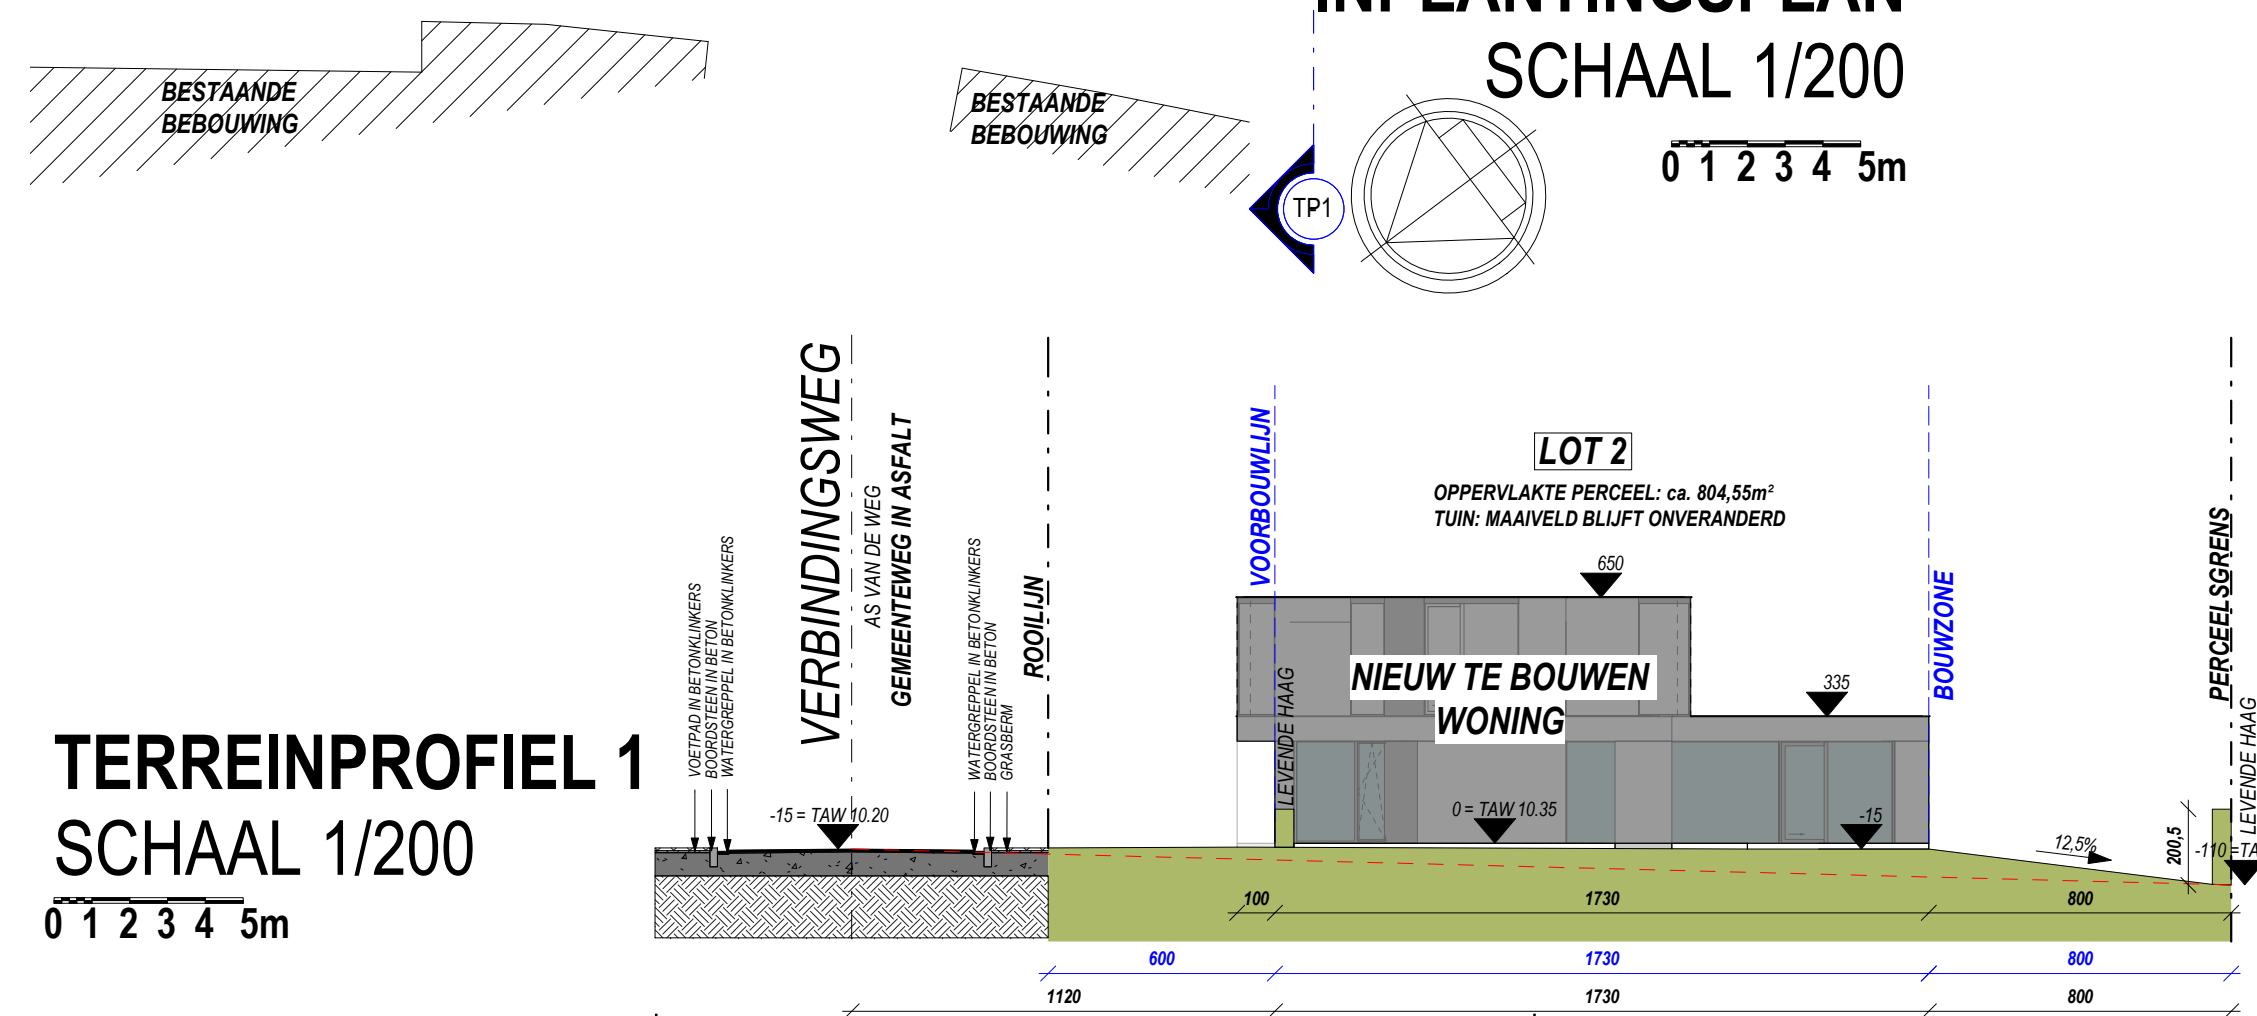 INPLANTINGSPLAN
SCHAAL 1/200
0 1 2 3 4 5m
BESTAANDE
BEBOUWING
BESTAANDE
BEBOUWING
TP1
TERREINPROFIEL 1
SCHAAL 1/200
0 1 2 3 4 5m
VOETPAD IN BETONKLINKERS
BOORDSTEEN IN BETON
WATERGREPPEL IN BETONKLINKERS
VERBINDINGSWEG
AS VAN DE WEG
GEMEENTEWEG IN ASFALT
WATERGREPPEL IN BETONKLINKERS
BOORDSTEEN IN BETON
GRASBERM
ROOILIJN
-15 = TAW 10.20
VOORBOUWLIJN
LEVENDE HAAG
LOT 2
OPPERVLAKTE PERCEEL: ca. 804,55m²
TUIN: MAAIVELD BLIJFT ONVERANDERD
650
335
NIEUW TE BOUWEN
WONING
0 = TAW 10.35
-15
BOUWZONE
PERCEELSGRENS
LEVENDE HAAG
12,5%
200,5
-110 =TA
100 1730 800
600 1730 800
1120 1730 800